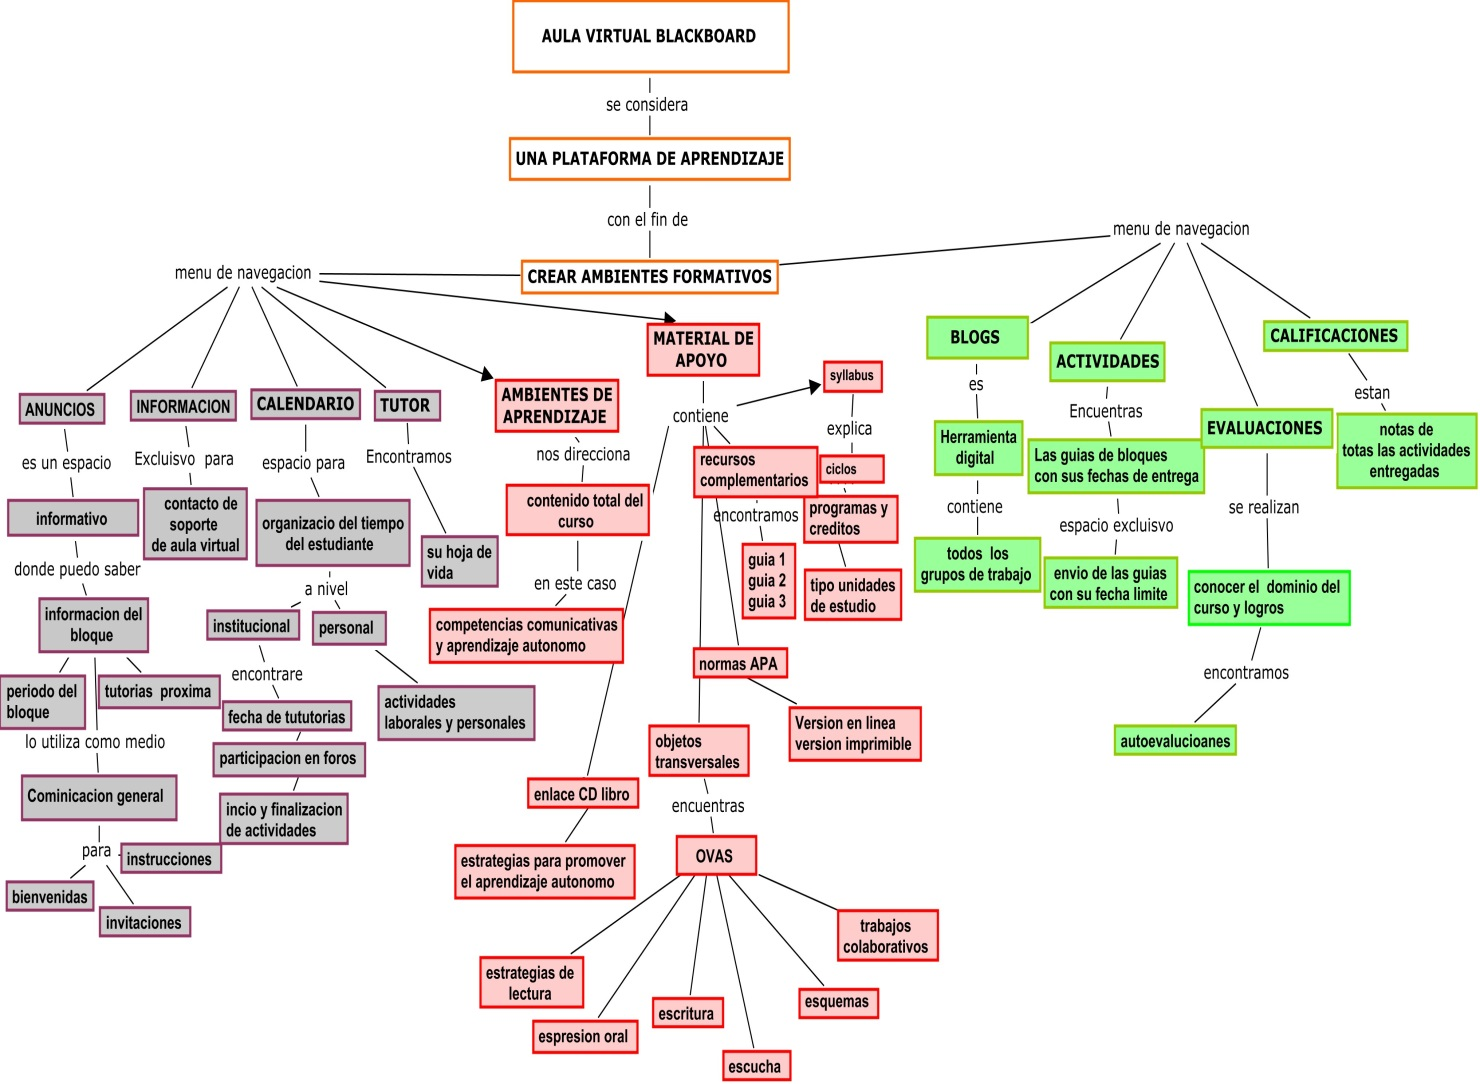 AULA VIRTUAL BLACKBOARD
se considera
UNA PLATAFORMA DE APRENDIZAJE
con el fin de
CREAR AMBIENTES FORMATIVOS
menu de navegacion
ANUNCIOS
es un espacio
informativo
donde puedo saber
informacion del
bloque
periodo del
bloque
tutorias proxima
lo utiliza como medio
Cominicacion general
para
instrucciones
bienvenidas
invitaciones
INFORMACION
Excluisvo para
contacto de
soporte
de aula virtual
CALENDARIO
espacio para
organizacio del tiempo
del estudiante
a nivel
institucional
personal
encontrare
fecha de tututorias
participacion en foros
incio y finalizacion
de actividades
actividades
laborales y personales
TUTOR
Encontramos
su hoja de
vida
AMBIENTES DE
APRENDIZAJE
nos direcciona
contenido total del
curso
en este caso
competencias comunicativas
y aprendizaje autonomo
MATERIAL DE
APOYO
contiene
syllabus
explica
ciclos
programas y
creditos
tipo unidades
de estudio
recursos
complementarios
encontramos
guia 1
guia 2
guia 3
normas APA
Version en linea
version imprimible
objetos
transversales
encuentras
OVAS
estrategias de
lectura
espresion oral
escritura
escucha
esquemas
trabajos
colaborativos
enlace CD libro
estrategias para promover
el aprendizaje autonomo
menu de navegacion
BLOGS
es
Herramienta
digital
contiene
todos los
grupos de trabajo
ACTIVIDADES
Encuentras
Las guias de bloques
con sus fechas de entrega
espacio excluisvo
envio de las guias
con su fecha limite
EVALUACIONES
se realizan
conocer el dominio del
curso y logros
encontramos
autoevalucioanes
CALIFICACIONES
estan
notas de
totas las actividades
entregadas